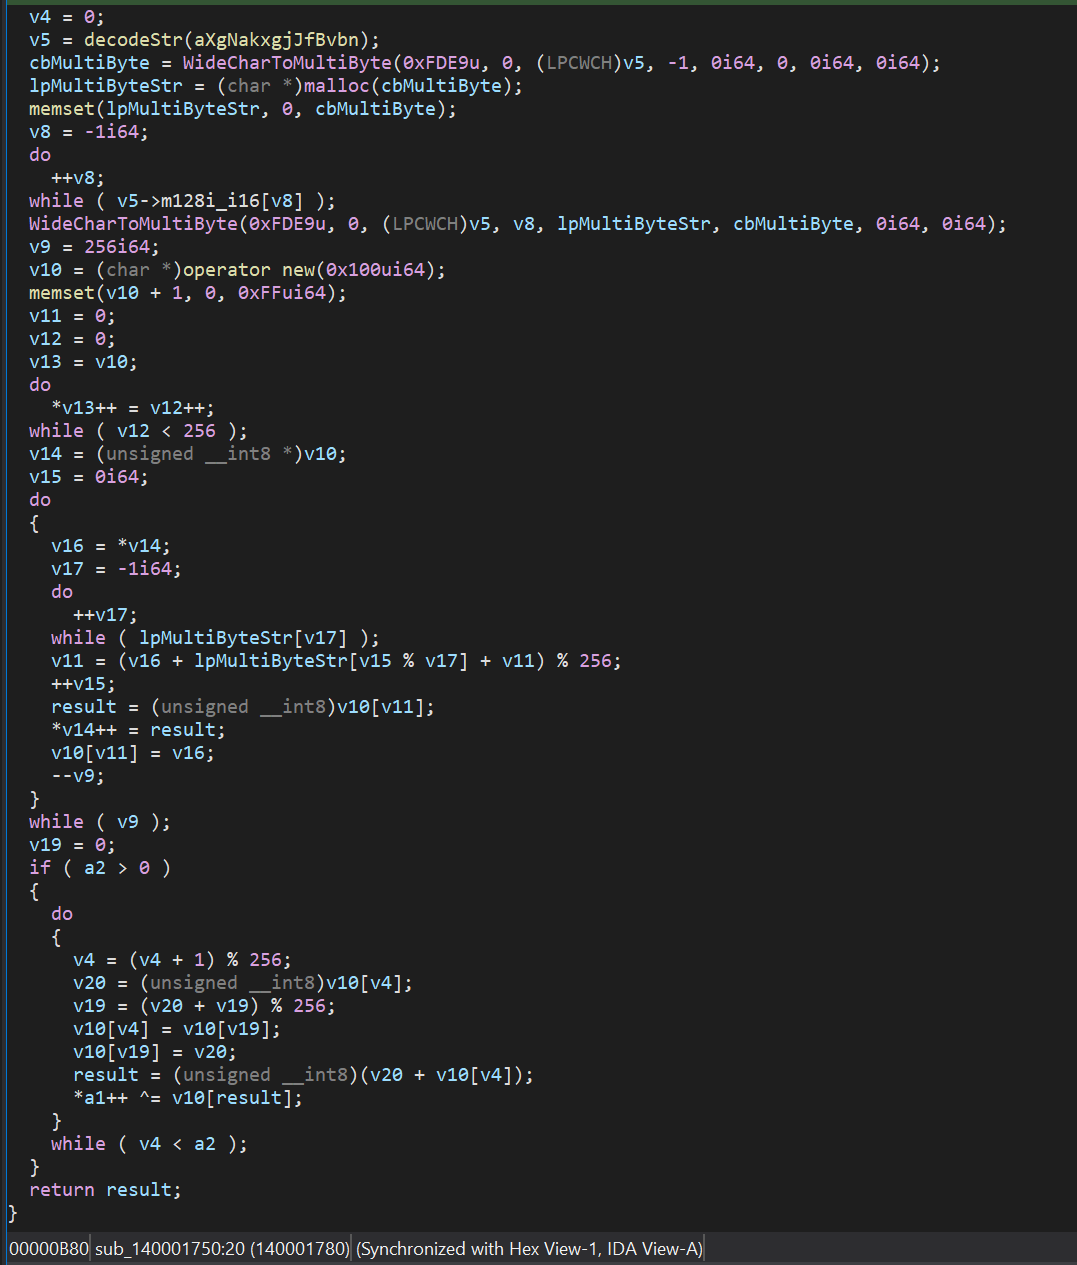 v4 = 0;
v5 = decodeStr(aXgNakxgjJfBvbn);
cbMultiByte = WideCharToMultiByte(0xFDE9u, 0, (LPCWCH)v5, -1, 0i64, 0, 0i64, 0i64);
lpMultiByteStr = (char *)malloc(cbMultiByte);
memset(lpMultiByteStr, 0, cbMultiByte);
v8 = -1i64;
do
++v8;
while ( v5->m128i_i16[v8] );
WideCharToMultiByte(0xFDE9u, 0, (LPCWCH)v5, v8, lpMultiByteStr, cbMultiByte, 0i64, 0i64);
v9 = 256i64;
v10 = (char *)operator new(0x100ui64);
memset(v10 + 1, 0, 0xFFui64);
v11 = 0;
v12 = 0;
v13 = v10;
do
*v13++ = v12++;
while ( v12 < 256 );
v14 = (unsigned __int8 *)v10;
v15 = 0i64;
do
{
v16 = *v14;
v17 = -1i64;
do
++v17;
while ( lpMultiByteStr[v17] );
v11 = (v16 + lpMultiByteStr[v15 % v17] + v11) % 256;
++v15;
result = (unsigned __int8)v10[v11];
*v14++ = result;
v10[v11] = v16;
--v9;
}
while ( v9 );
v19 = 0;
if ( a2 > 0 )
{
do
{
v4 = (v4 + 1) % 256;
v20 = (unsigned __int8)v10[v4];
v19 = (v20 + v19) % 256;
v10[v4] = v10[v19];
v10[v19] = v20;
result = (unsigned __int8)(v20 + v10[v4]);
*a1++ ^= v10[result];
}
while ( v4 < a2 );
}
return result;
}
00000B80 sub_140001750:20 (140001780) (Synchronized with Hex View-1, IDA View-A)